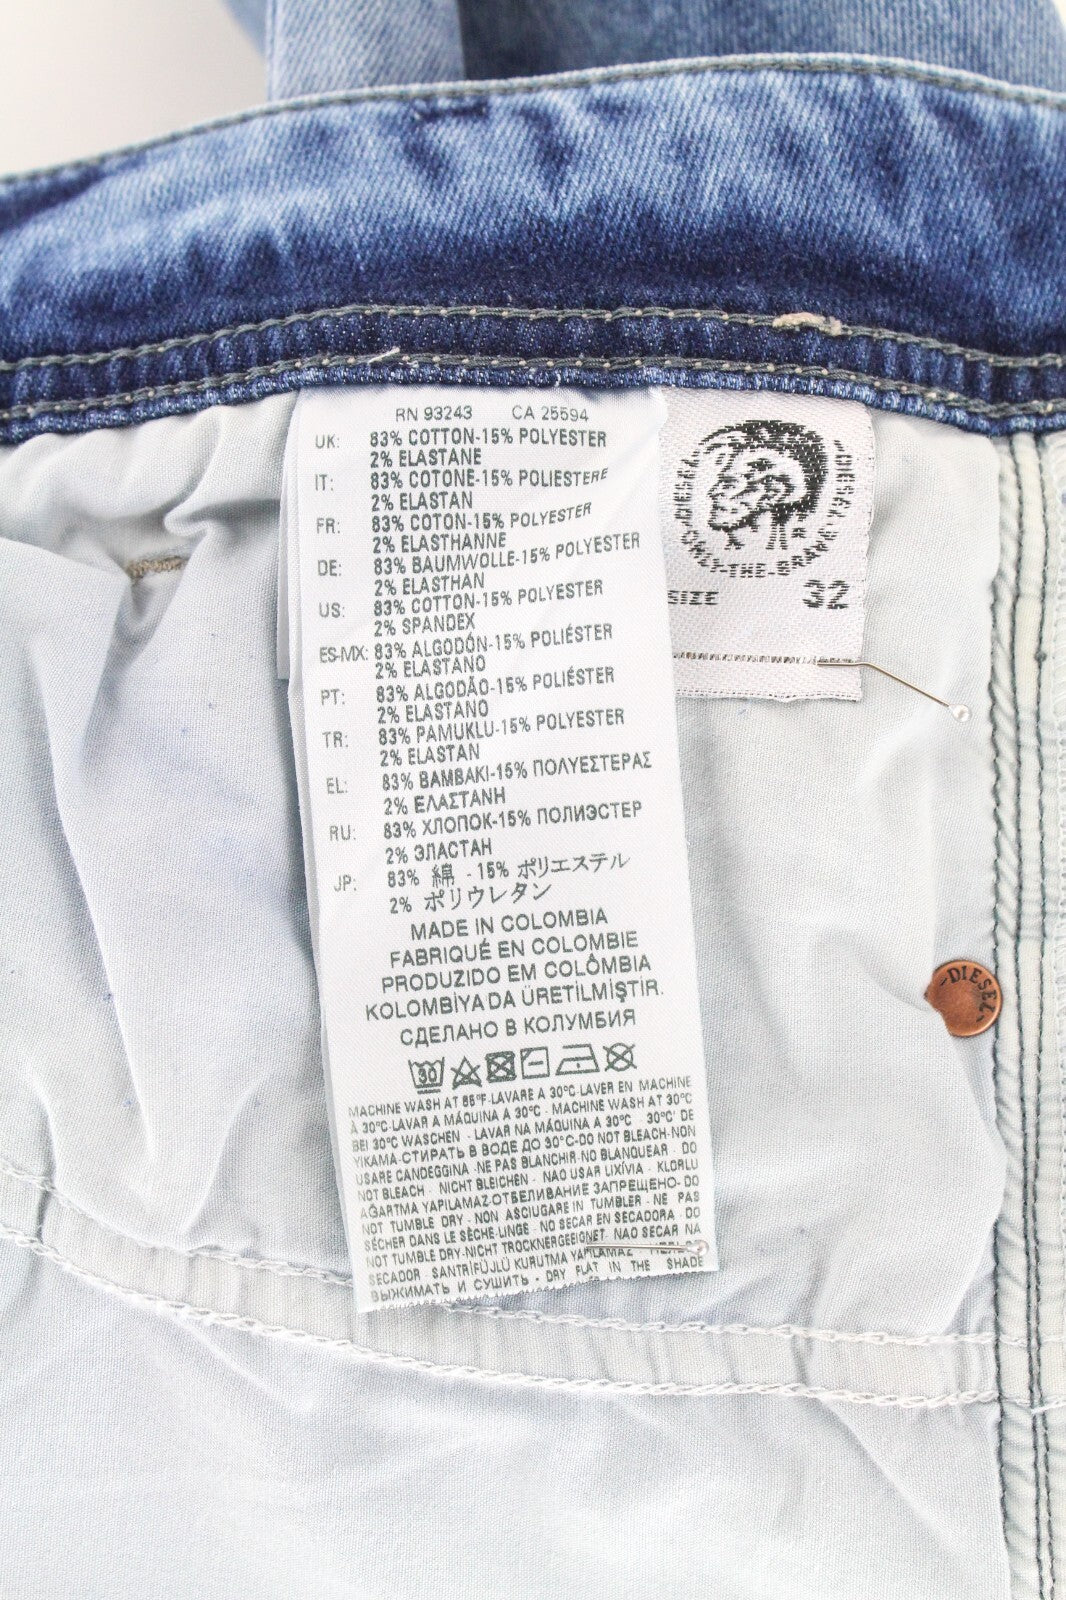 RN 93243 CA 25594
UK: 83% COTTON-15% POLYESTER
2% ELASTANE
IT: 83% COTONE-15% POLIESTERE
2% ELASTAN
FR: 83% COTON-15% POLYESTER
2% ELASTHANNE
DE: 83% BAUMWOLLE-15% POLYESTER
2% ELASTHAN
US: 83% COTTON-15% POLYESTER
2% SPANDEX
ES-MX: 83% ALGODÓN-15% POLIÉSTER
2% ELASTANO
PT: 83% ALGODÃO-15% POLIÉSTER
2% ELASTANO
TR: 83% PAMUKLU-15% POLYESTER
2% ELASTAN
EL: 83% ΒΑΜΒΑΚΙ-15% ΠΟΛΥΕΣΤΕΡΑΣ
2% ΕΛΑΣΤΑΝΗ
RU: 83% ХЛОПОК-15% ПОЛИЭСТЕР
2% ЭЛАСТАН
JP: 83% 綿 - 15% ポリエステル
2% ポリウレタン
MADE IN COLOMBIA
FABRIQUÉ EN COLOMBIE
PRODUZIDO EM COLÔMBIA
KOLOMBİYADA ÜRETİLMİŞTİR.
СДЕЛАНО В КОЛУМБИЯ
30
MACHINE WASH AT 85°F-LAVARE A 30°C-LAVER EN MACHINE
À 30°C-LAVAR A MÁQUINA A 30°C - MACHINE WASH AT 30°C
BEI 30°C WASCHEN - LAVAR NA MÁQUINA A 30°C - 30°C' DE
YIKAMA-СТИРАТЬ В ВОДЕ ДО 30°C-DO NOT BLEACH-NON
USARE CANDEGGINA -NE PAS BLANCHIR-NO BLANQUEAR - DO
NOT BLEACH - NICHT BLEICHEN - NAO USAR LIXÍVIA - KLORLU
AĞARTMA YAPILAMAZ-ОТБЕЛИВАНИЕ ЗАПРЕЩЕНО-DO
NOT TUMBLE DRY - NON ASCIUGARE IN TUMBLER - NE PAS
SÉCHER DANS LE SÈCHE-LINGE - NO SECAR EN SECADORA - DO
NOT TUMBLE DRY-NICHT TROCKNERGEEIGNET -NAO SECAR NA
SECADOR - SANTRİFÜJLÜ KURUTMA YAPILAMAZ
ВЫЖИМАТЬ И СУШИТЬ - DRY FLAT IN THE SHADE
DIESEL
DIESEL
ONLY-THE-BRAVE
SIZE 32
DIESEL